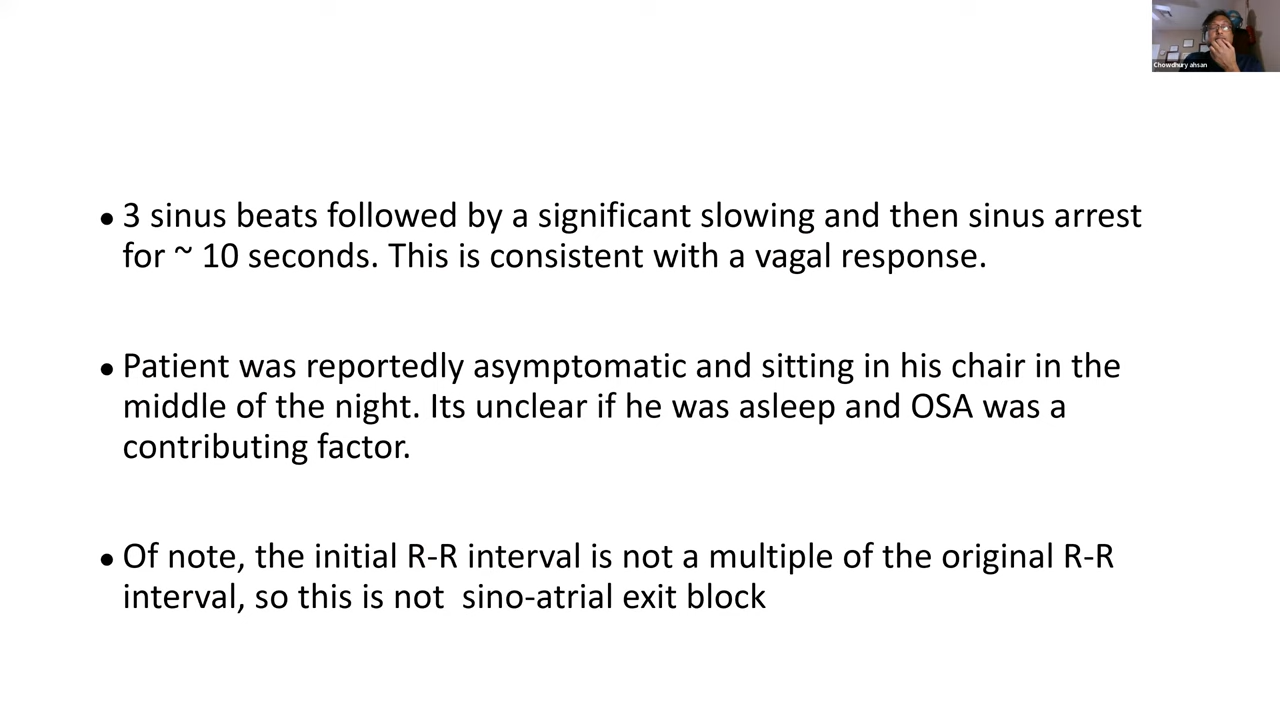 Chowdhury ahsan
• 3 sinus beats followed by a significant slowing and then sinus arrest
for ~ 10 seconds. This is consistent with a vagal response.
• Patient was reportedly asymptomatic and sitting in his chair in the
middle of the night. Its unclear if he was asleep and OSA was a
contributing factor.
• Of note, the initial R-R interval is not a multiple of the original R-R
interval, so this is not  sino-atrial exit block